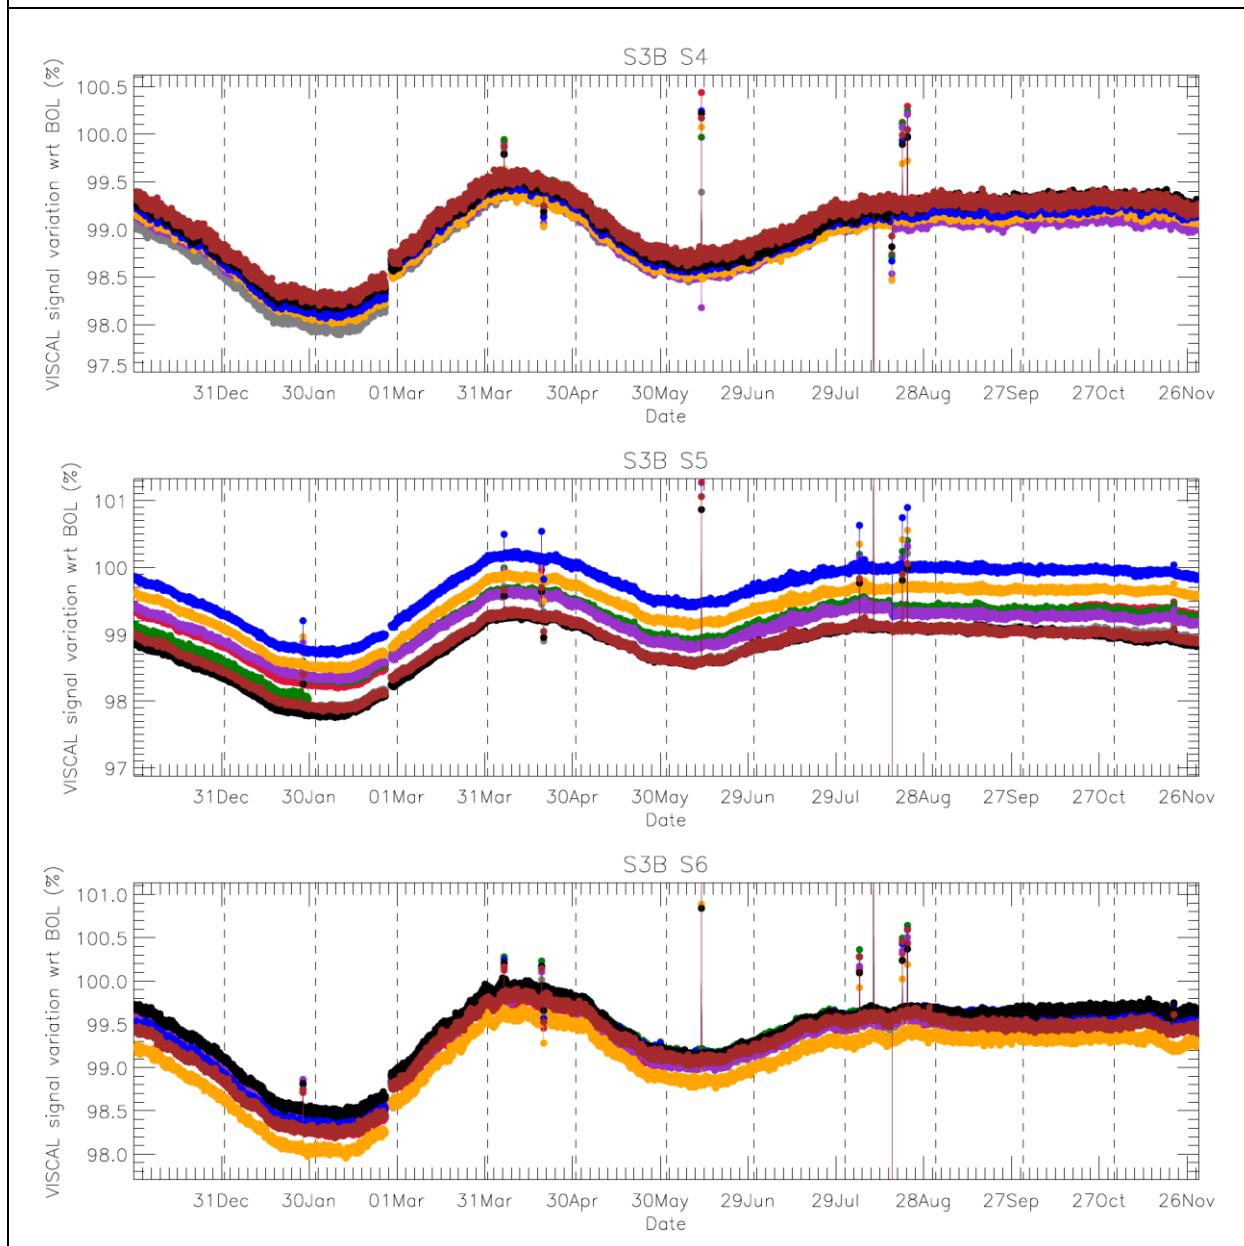 S3B S4
VISCAL signal variation wrt BOL (%)
100.5
100.0
99.5
99.0
98.5
98.0
97.5
31Dec 30Jan 01Mar 31Mar 30Apr 30May 29Jun 29Jul 28Aug 27Sep 27Oct 26Nov
Date
S3B S5
VISCAL signal variation wrt BOL (%)
101
100
99
98
97
31Dec 30Jan 01Mar 31Mar 30Apr 30May 29Jun 29Jul 28Aug 27Sep 27Oct 26Nov
Date
S3B S6
VISCAL signal variation wrt BOL (%)
101.0
100.5
100.0
99.5
99.0
98.5
98.0
31Dec 30Jan 01Mar 31Mar 30Apr 30May 29Jun 29Jul 28Aug 27Sep 27Oct 26Nov
Date